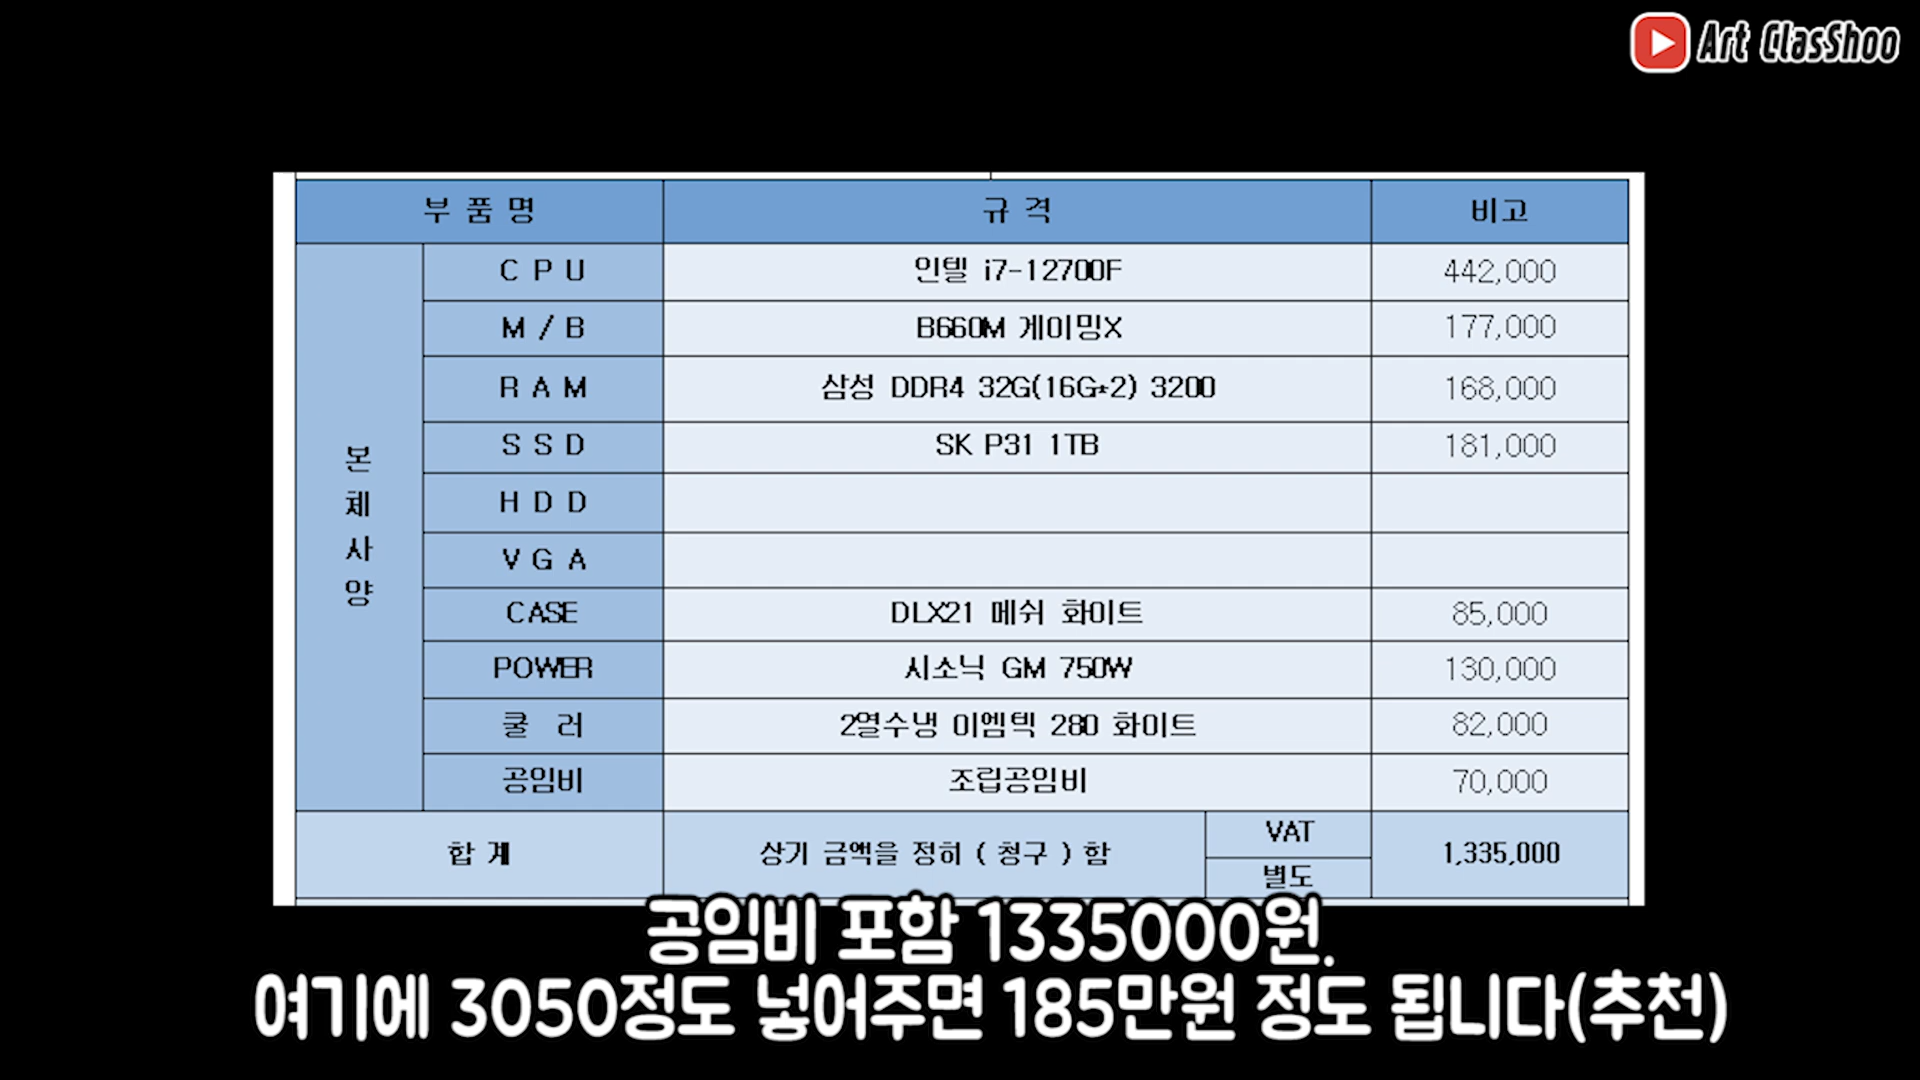 Art ClasShoo
부 품 명 규 격 비고
본체사양
C P U 인텔 i7-12700F 442,000
M / B B660M 게이밍X 177,000
R A M 삼성 DDR4 32G(16G*2) 3200 168,000
S S D SK P31 1TB 181,000
H D D
V G A
CASE DLX21 메쉬 화이트 85,000
POWER 시소닉 GM 750W 130,000
쿨 러 2열수냉 이엠텍 280 화이트 82,000
공임비 조립공임비 70,000
합 계 상기 금액을 정히 ( 청구 ) 함 VAT 별도 1,335,000
공임비 포함 1335000원.
여기에 3050정도 넣어주면 185만원 정도 됩니다(추천)